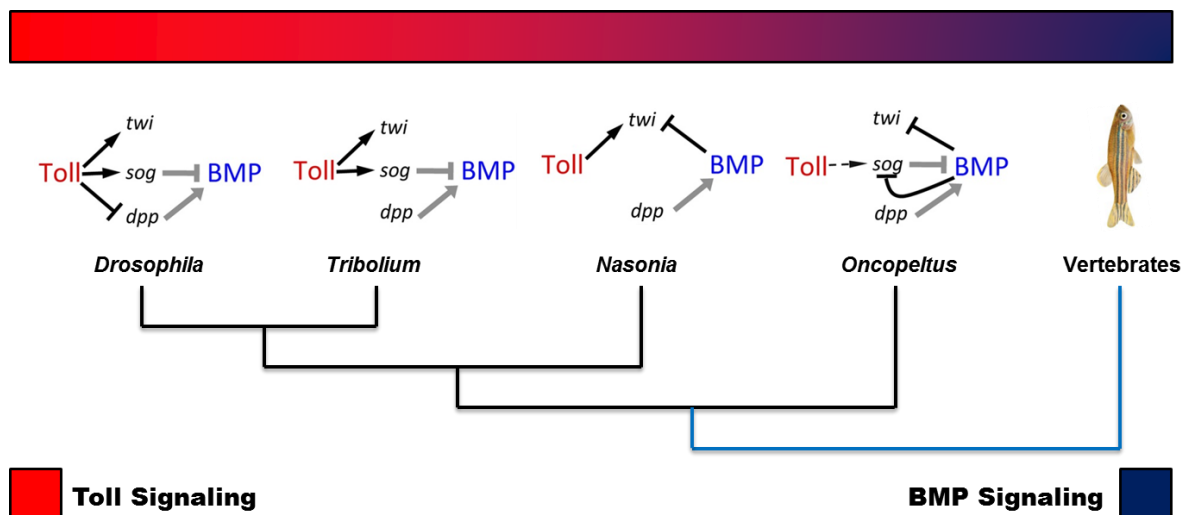 twi
Toll sog BMP
dpp
Drosophila
twi
Toll sog BMP
dpp
Tribolium
twi
Toll BMP
dpp
Nasonia
twi
Toll sog BMP
dpp
Oncopeltus
Vertebrates
Toll Signaling
BMP Signaling